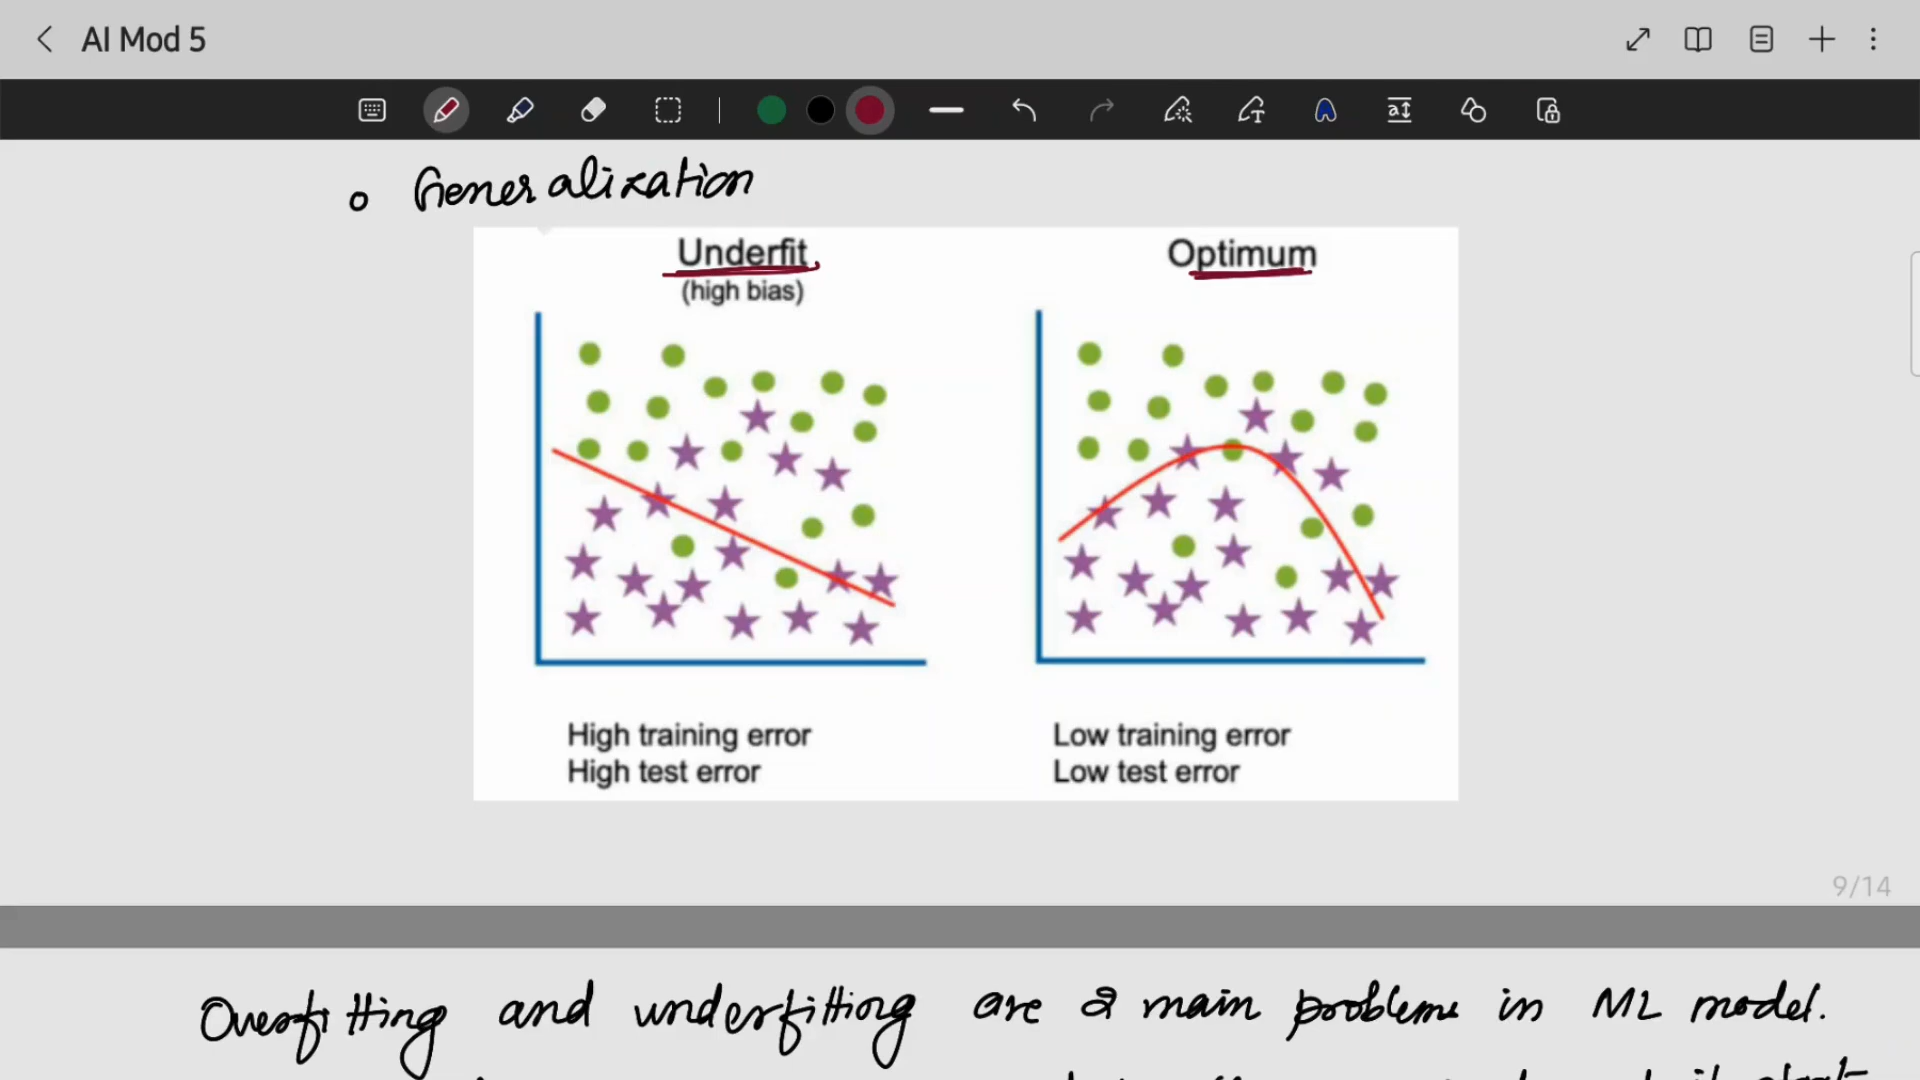 AI Mod 5
Generalization
Underfit
(high bias)
Optimum
High training error
High test error
Low training error
Low test error
9/14
Overfitting and underfitting are 2 main problems in ML model.